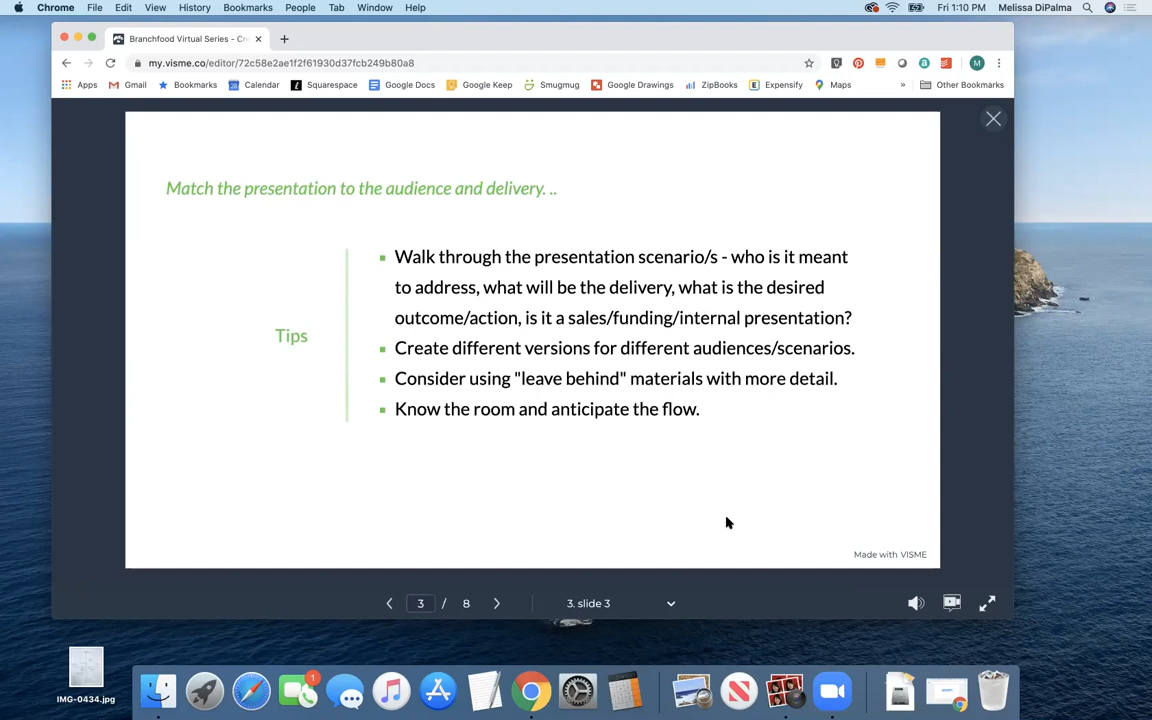 Chrome File Edit View History Bookmarks People Tab Window Help Fri 1:10 PM Melissa DiPalma
Branchfood Virtual Series - Cre
my.visme.co/editor/72c58e2ae1f2f61930d37fcb249b80a8
Apps Gmail Bookmarks Calendar Squarespace Google Docs Google Keep Smugmug Google Drawings ZipBooks Expensify Maps » Other Bookmarks
Match the presentation to the audience and delivery. ..
Tips
Walk through the presentation scenario/s - who is it meant
to address, what will be the delivery, what is the desired
outcome/action, is it a sales/funding/internal presentation?
Create different versions for different audiences/scenarios.
Consider using "leave behind" materials with more detail.
Know the room and anticipate the flow.
Made with VISME
3 / 8 3. slide 3
IMG-0434.jpg
1